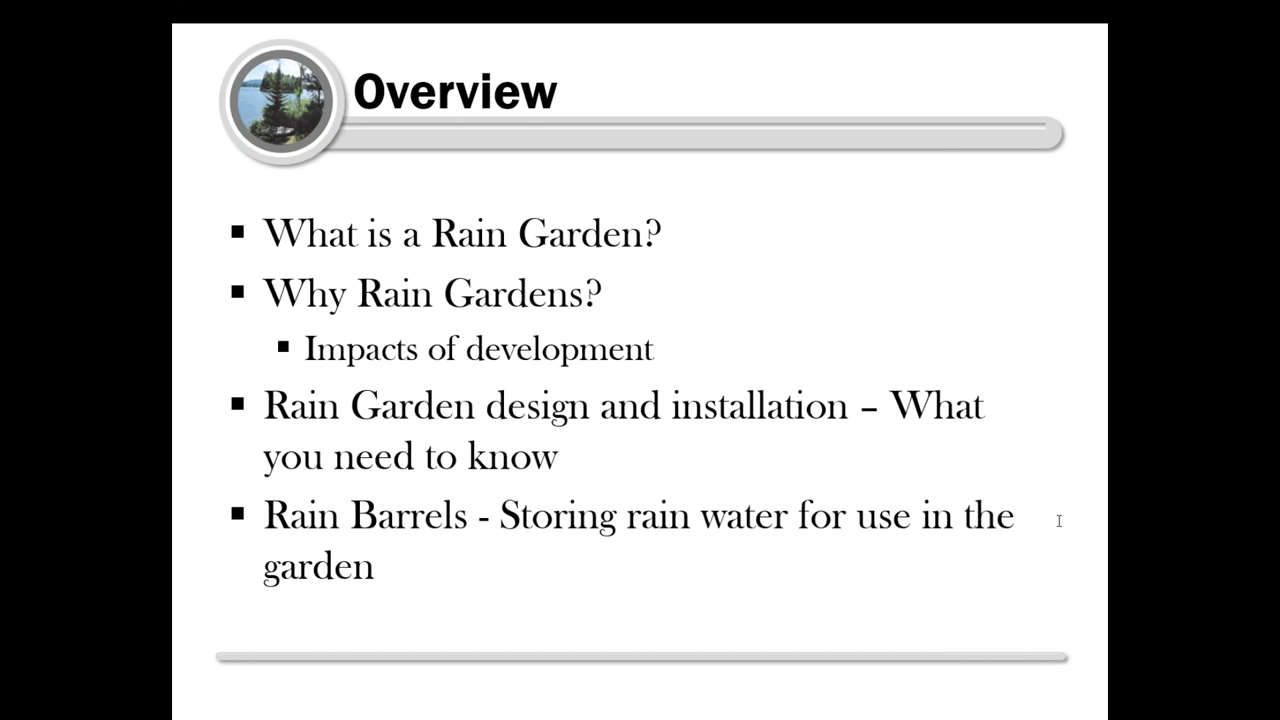 Overview
▪ What is a Rain Garden?
▪ Why Rain Gardens?
▪ Impacts of development
▪ Rain Garden design and installation – What
you need to know
▪ Rain Barrels - Storing rain water for use in the
garden